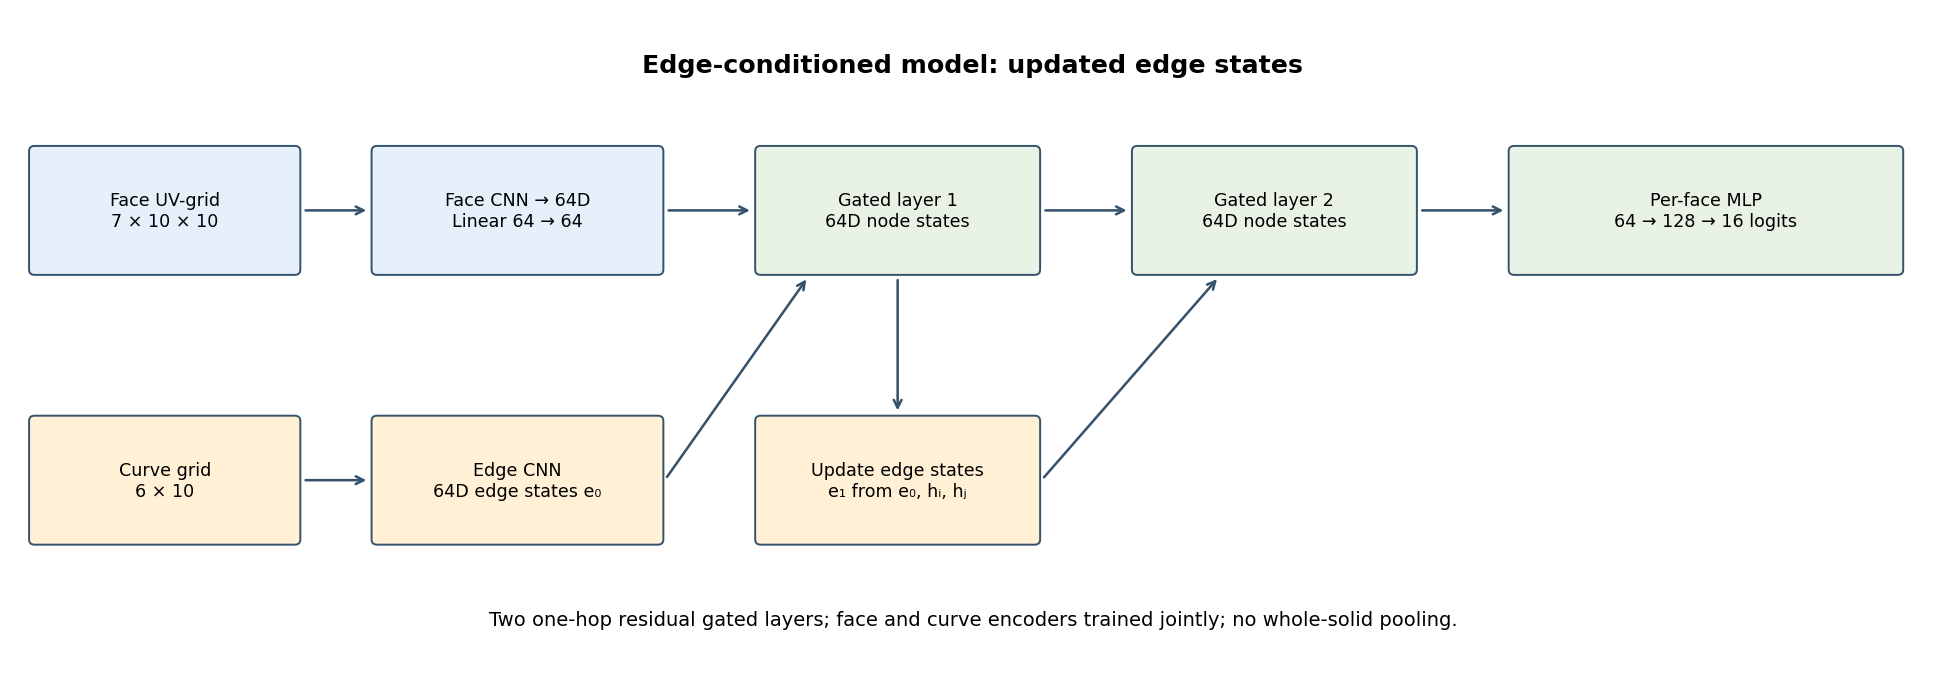 Edge-conditioned model: updated edge states
Face UV-grid
7 × 10 × 10
Face CNN → 64D
Linear 64 → 64
Gated layer 1
64D node states
Gated layer 2
64D node states
Per-face MLP
64 → 128 → 16 logits
Curve grid
6 × 10
Edge CNN
64D edge states e₀
Update edge states
e₁ from e₀, hᵢ, hⱼ
Two one-hop residual gated layers; face and curve encoders trained jointly; no whole-solid pooling.